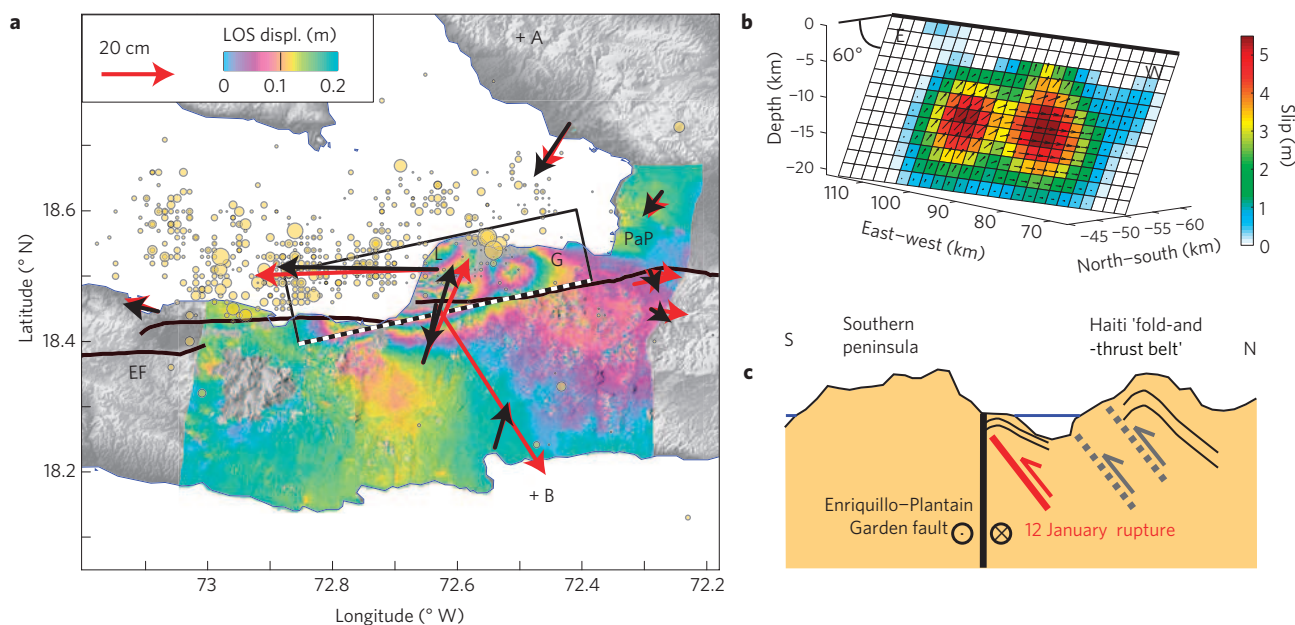 a
20 cm
LOS displ. (m)
0 0.1 0.2
+ A
18.6
18.4
18.2
Latitude (° N)
L
G
PaP
EF
+ B
73 72.8 72.6 72.4 72.2
Longitude (° W)
b
0
−5
−10
−15
−20
Depth (km)
60°
E
W
110 100 90 80 70
East−west (km)
−45 −50 −55 −60
North−south (km)
5
4
3
2
1
0
Slip (m)
c
S
Southern
peninsula
Haiti 'fold-and
-thrust belt'
N
Enriquillo−Plantain
Garden fault
12 January rupture